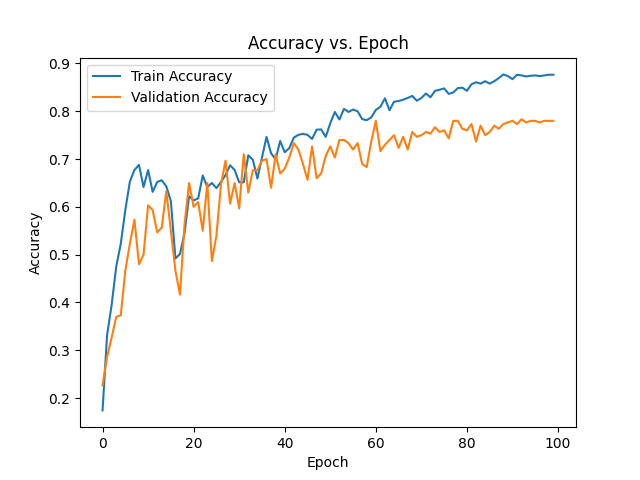 Accuracy vs. Epoch
Train Accuracy
Validation Accuracy
Accuracy
0.9
0.8
0.7
0.6
0.5
0.4
0.3
0.2
0 20 40 60 80 100
Epoch